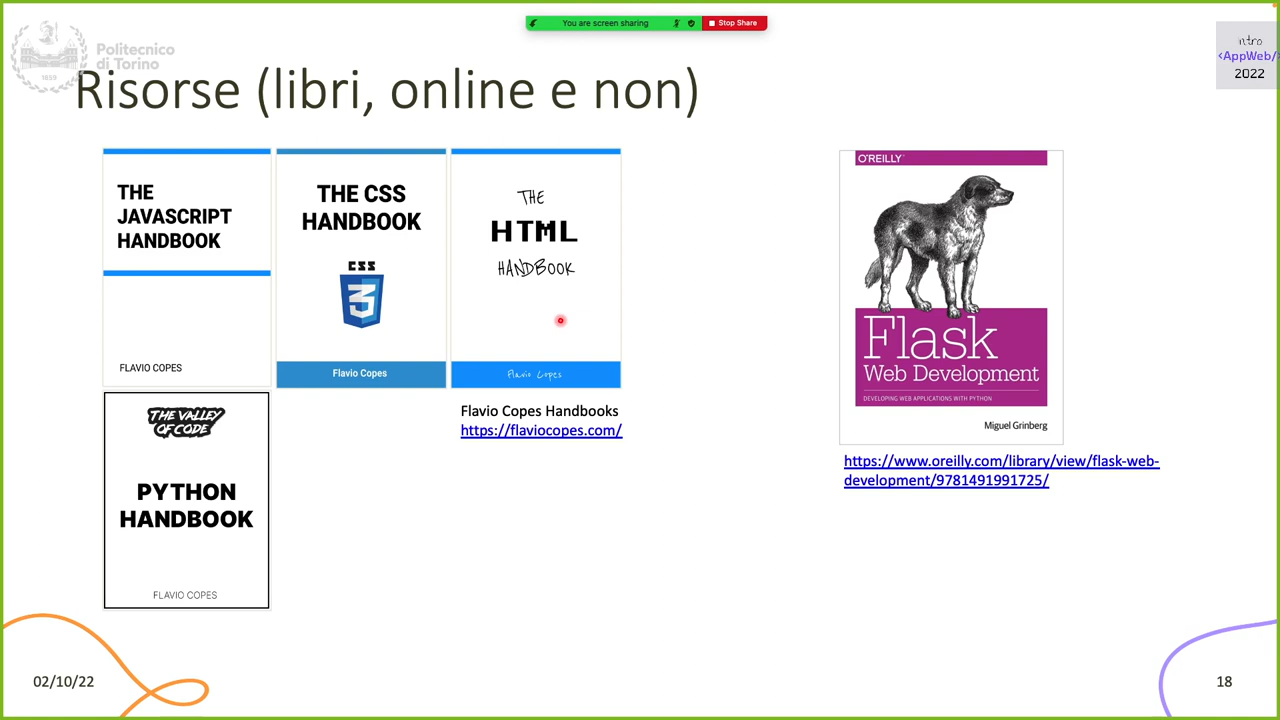 You are screen sharing
Stop Share
Politecnico
di Torino
1859
Risorse (libri, online e non)
intro
<AppWeb/>
2022
THE
JAVASCRIPT
HANDBOOK
FLAVIO COPES
THE CSS
HANDBOOK
CSS
3
Flavio Copes
THE
HTML
HANDBOOK
Flavio Copes
Flavio Copes Handbooks
https://flaviocopes.com/
THE VALLEY
OF CODE
PYTHON
HANDBOOK
FLAVIO COPES
O'REILLY®
Flask
Web Development
DEVELOPING WEB APPLICATIONS WITH PYTHON
Miguel Grinberg
https://www.oreilly.com/library/view/flask-web-
development/9781491991725/
02/10/22
18